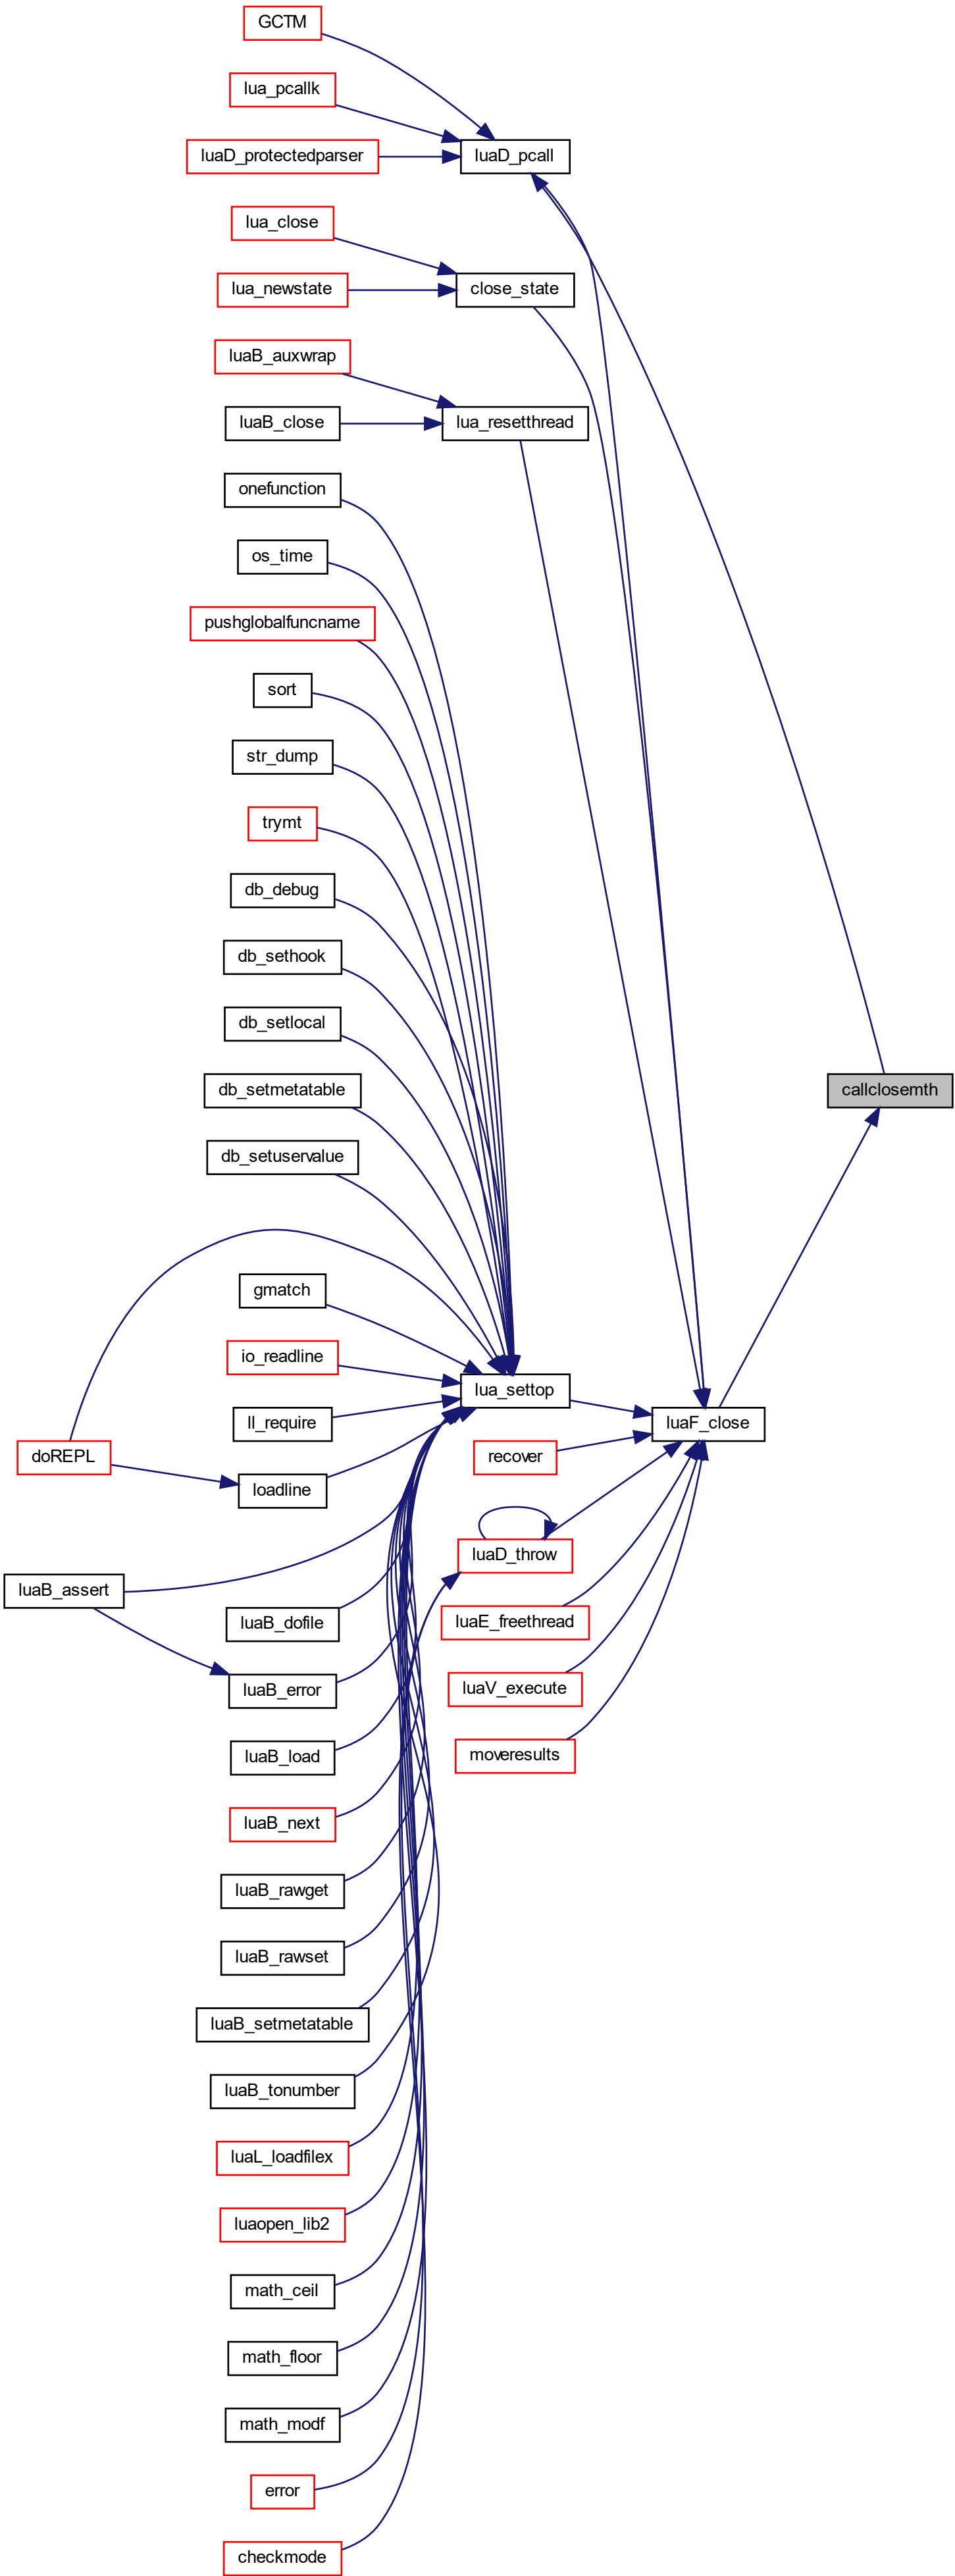 GCTM
lua_pcallk
luaD_protectedparser
luaD_pcall
lua_close
lua_newstate
close_state
luaB_auxwrap
luaB_close
lua_resetthread
onefunction
os_time
pushglobalfuncname
sort
str_dump
trymt
db_debug
db_sethook
db_setlocal
db_setmetatable
callclosemth
db_setuservalue
gmatch
io_readline
lua_settop
ll_require
luaF_close
doREPL
loadline
recover
luaD_throw
luaB_assert
luaB_dofile
luaE_freethread
luaB_error
luaV_execute
luaB_load
moveresults
luaB_next
luaB_rawget
luaB_rawset
luaB_setmetatable
luaB_tonumber
luaL_loadfilex
luaopen_lib2
math_ceil
math_floor
math_modf
error
checkmode